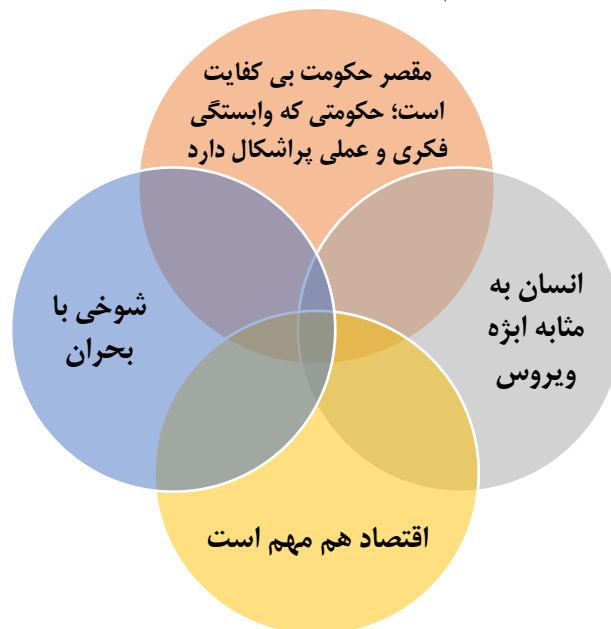 مقصر حکومت بی کفایت
است؛ حکومتی که وابستگی
فکری و عملی پراشکال دارد
شوخی با
بحران
انسان به
مثابه ابژه
ویروس
اقتصاد هم مهم است